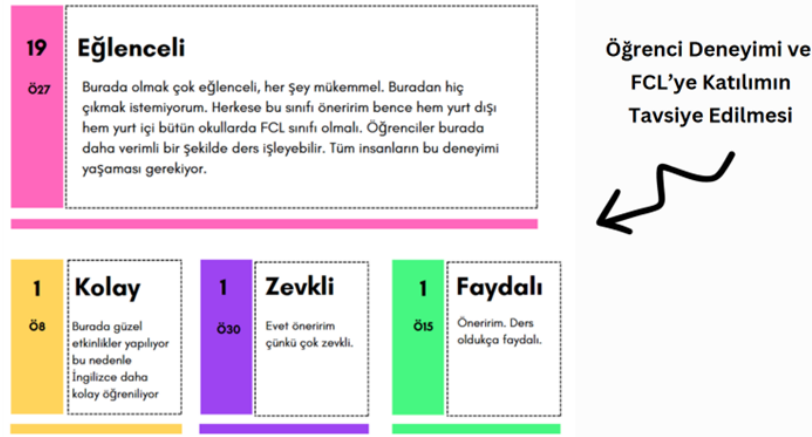 19
Eğlenceli
Ö27
Burada olmak çok eğlenceli, her şey mükemmel. Buradan hiç
çıkmak istemiyorum. Herkese bu sınıfı öneririm bence hem yurt dışı
hem yurt içi bütün okullarda FCL sınıfı olmalı. Öğrenciler burada
daha verimli bir şekilde ders işleyebilir. Tüm insanların bu deneyimi
yaşaması gerekiyor.
Öğrenci Deneyimi ve
FCL’ye Katılımın
Tavsiye Edilmesi
1
Kolay
Ö8
Burada güzel
etkinlikler yapılıyor
bu nedenle
İngilizce daha
kolay öğreniliyor
1
Zevkli
Ö30
Evet öneririm
çünkü çok zevkli.
1
Faydalı
Ö15
Öneririm. Ders
oldukça faydalı.